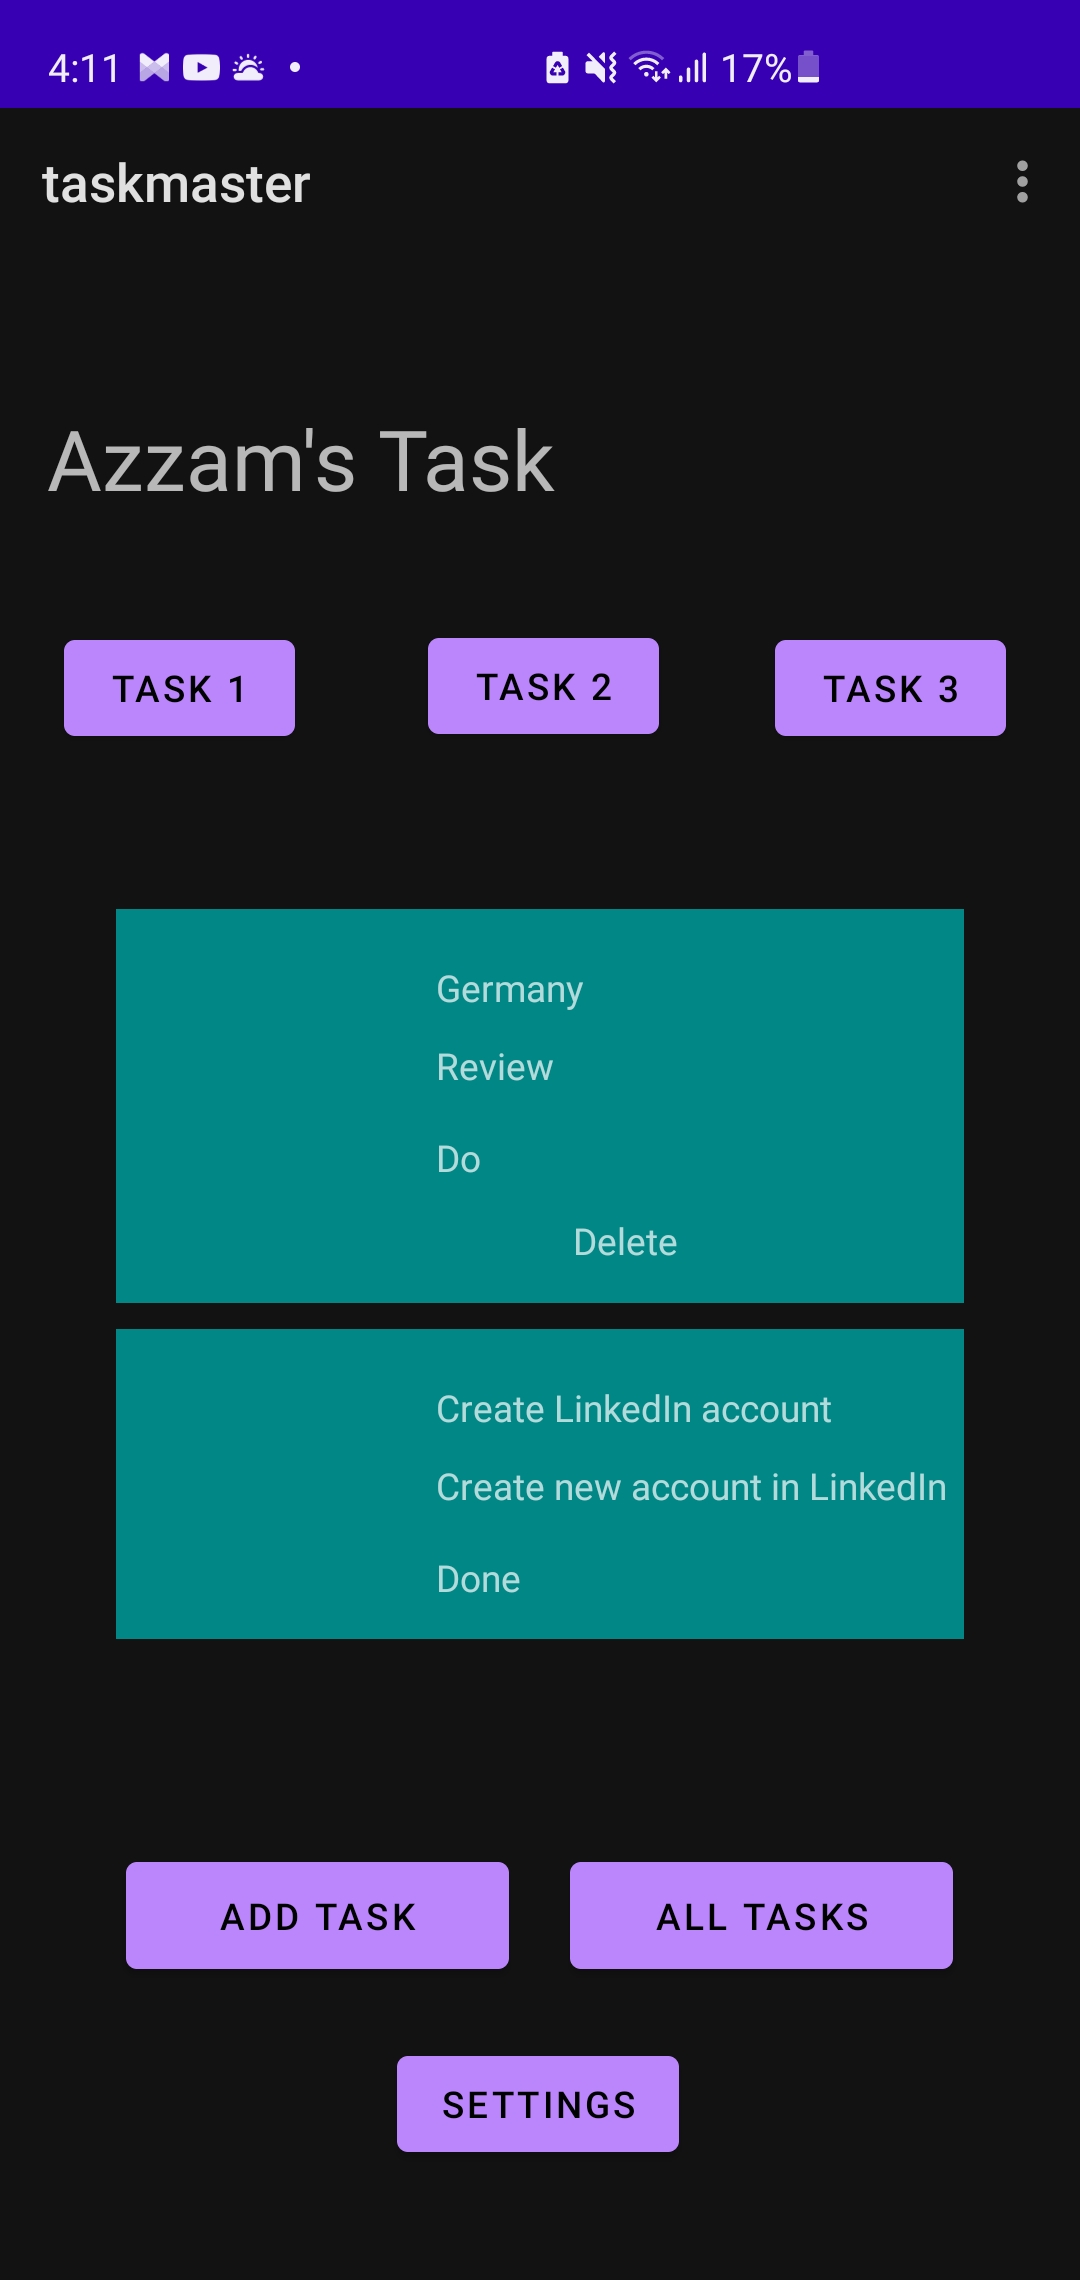 4:11 17%
taskmaster
Azzam's Task
TASK 1 TASK 2 TASK 3
Germany
Review
Do
Delete
Create LinkedIn account
Create new account in LinkedIn
Done
ADD TASK ALL TASKS
SETTINGS